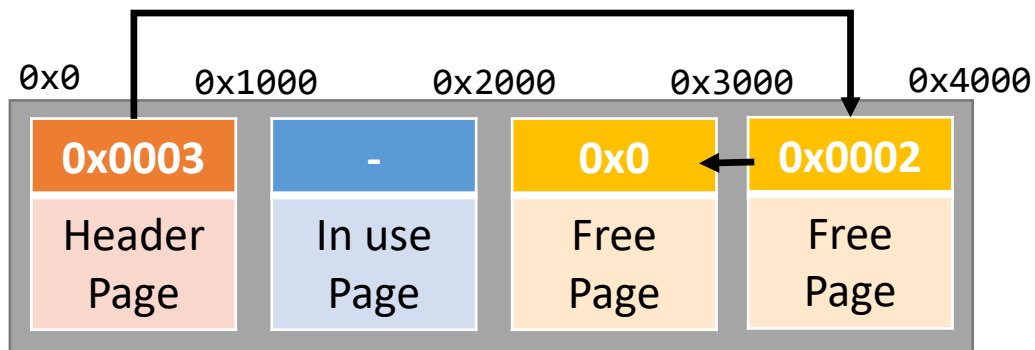 0x0 0x1000 0x2000 0x3000 0x4000
0x0003 - 0x0 0x0002
Header In use Free Free
Page Page Page Page